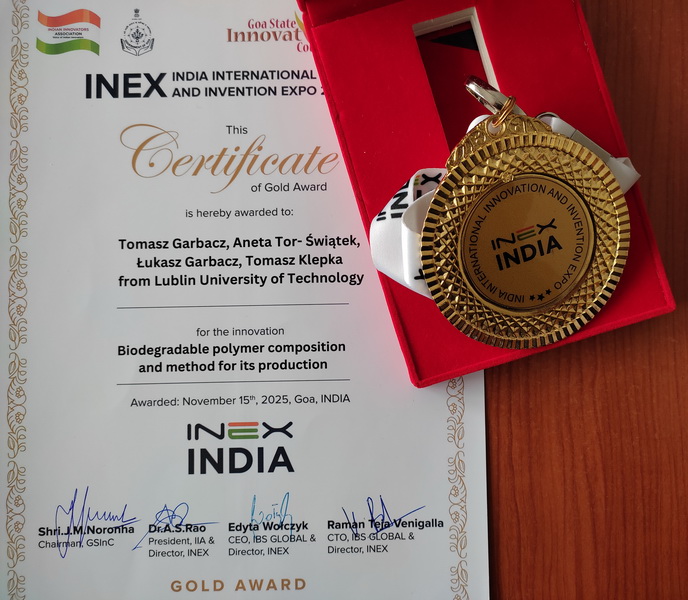 INDIAN INNOVATORS
ASSOCIATION
Goa State
Innovat
Co
INEX INDIA INTERNATIONAL
AND INVENTION EXPO
This
Certificate
of Gold Award
is hereby awarded to:
Tomasz Garbacz, Aneta Tor- Świątek,
Łukasz Garbacz, Tomasz Klepka
from Lublin University of Technology
for the innovation
Biodegradable polymer composition
and method for its production
Awarded: November 15th, 2025, Goa, INDIA
INEX
INDIA
Shri.J.M.Noronha
Chairman, GSInC
Dr.A.S.Rao
President, IIA &
Director, INEX
Edyta Wołczyk
CEO, IBS GLOBAL &
Director, INEX
Raman Teja Venigalla
CTO, IBS GLOBAL &
Director, INEX
GOLD AWARD
INDIA INTERNATIONAL INNOVATION AND INVENTION EXPO
INEX
INDIA